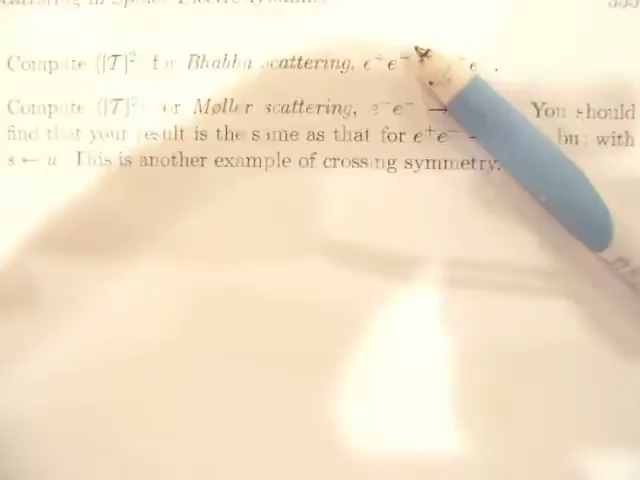 Compute ⟨|T|² for Bhabha scattering, e⁺e⁻ e⁻.
Compute ⟨|T|²⟩ for Møller scattering, e⁻e⁻ → You should
find that your result is the same as that for e⁺e⁻ but with
s ↔ u. This is another example of crossing symmetry.